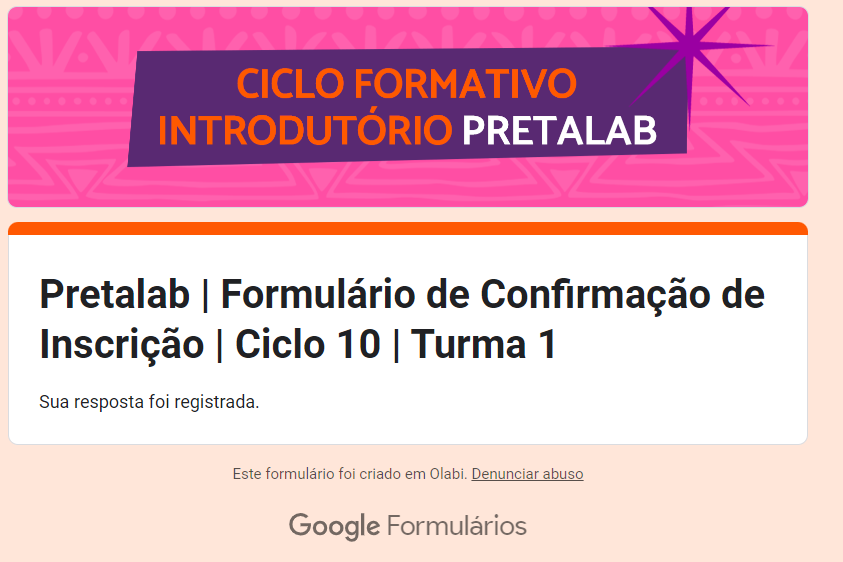 CICLO FORMATIVO
INTRODUTÓRIO PRETALAB
Pretalab | Formulário de Confirmação de
Inscrição | Ciclo 10 | Turma 1
Sua resposta foi registrada.
Este formulário foi criado em Olabi. Denunciar abuso
Google Formulários